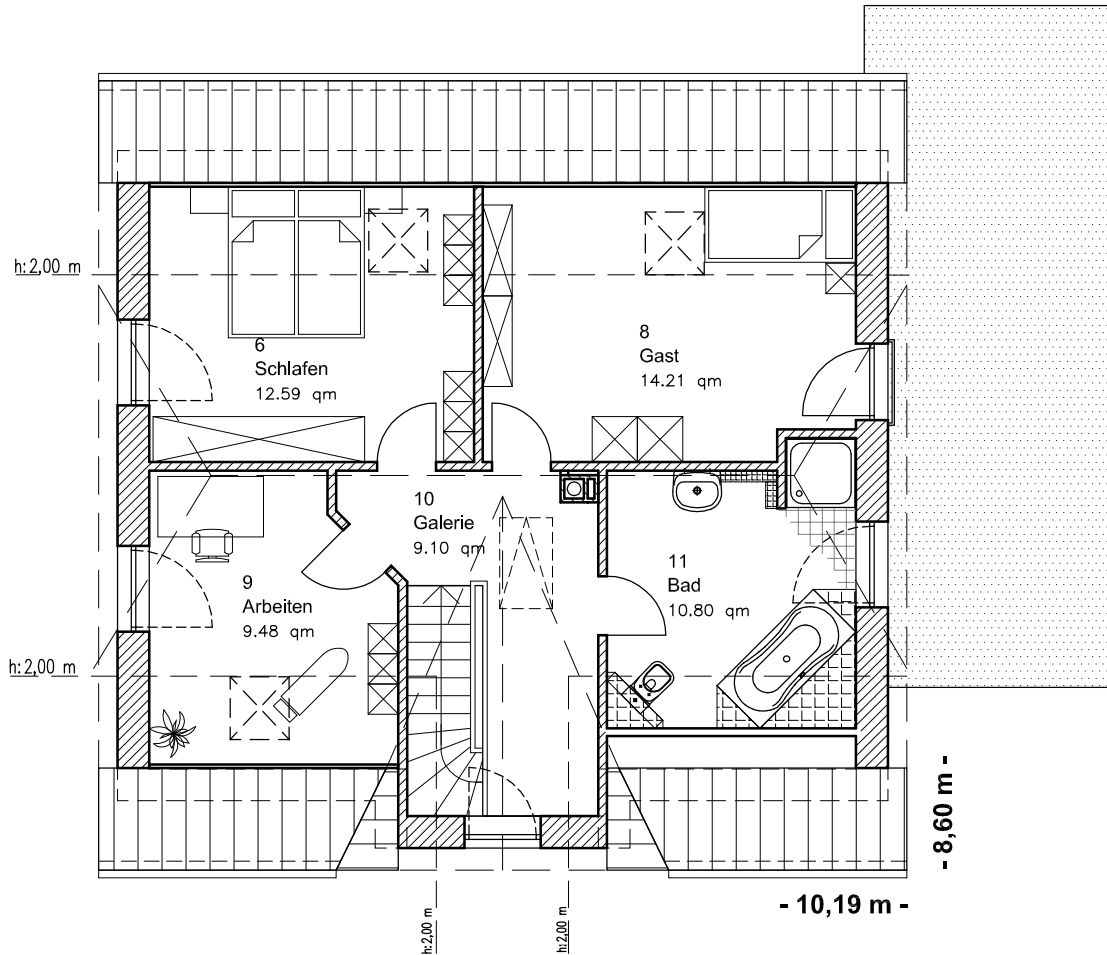 h:2,00 m
6
Schlafen
12.59 qm
8
Gast
14.21 qm
10
Galerie
9.10 qm
11
Bad
10.80 qm
9
Arbeiten
9.48 qm
h:2,00 m
- 8,60 m -
- 10,19 m -
h:2,00 m
h:2,00 m